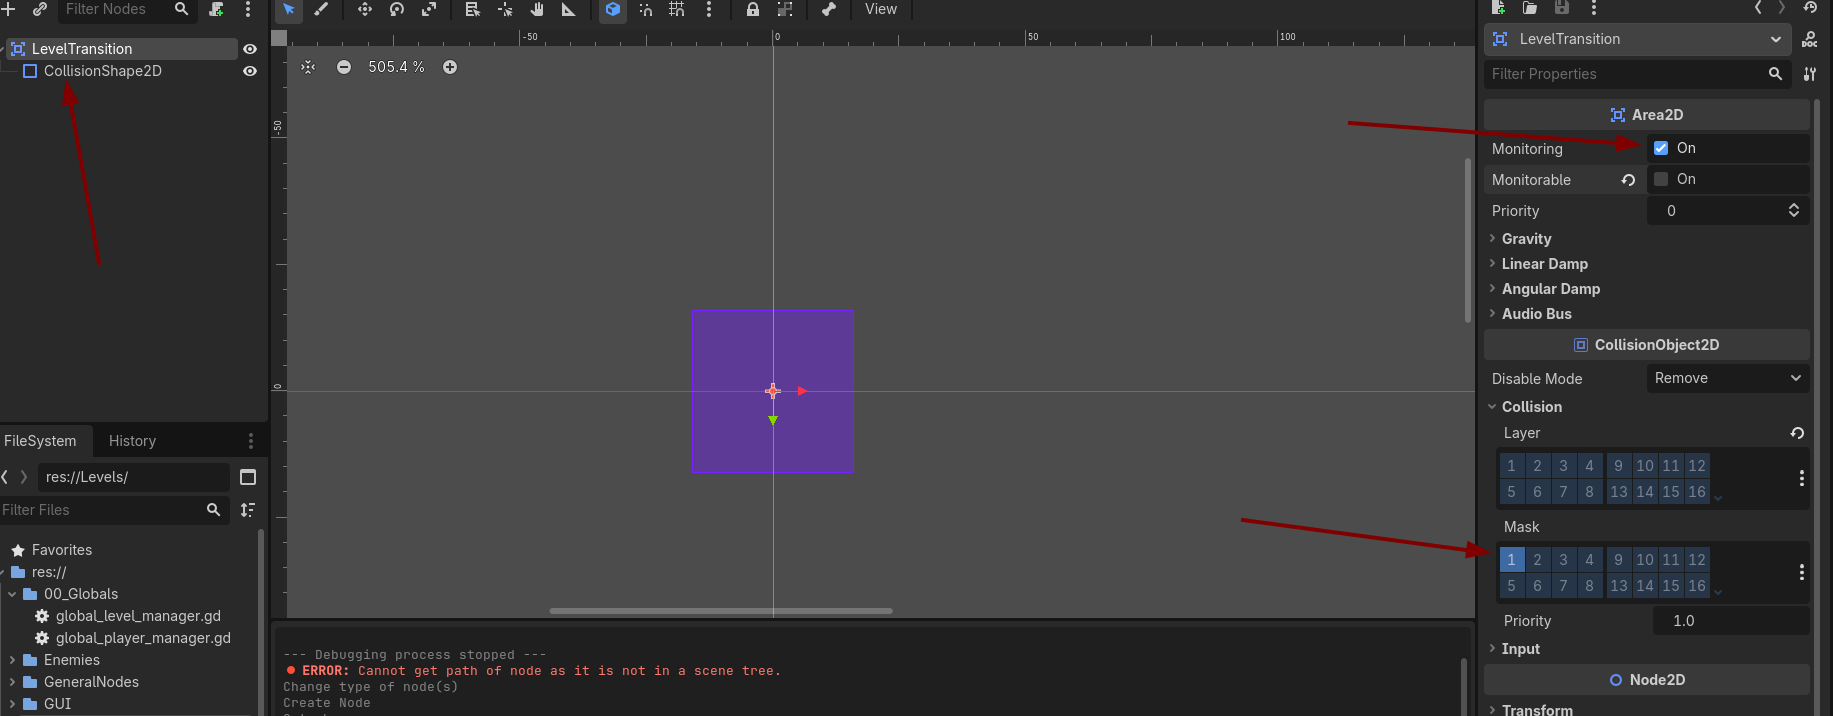 Filter Nodes
LevelTransition
CollisionShape2D
View
-50
0
50
100
-50
0
505.4 %
FileSystem
History
res://Levels/
Filter Files
Favorites
res://
00_Globals
global_level_manager.gd
global_player_manager.gd
Enemies
GeneralNodes
GUI
--- Debugging process stopped ---
ERROR: Cannot get path of node as it is not in a scene tree.
Change type of node(s)
Create Node
LevelTransition
DOC
Filter Properties
Area2D
Monitoring On
Monitorable On
Priority 0
Gravity
Linear Damp
Angular Damp
Audio Bus
CollisionObject2D
Disable Mode Remove
Collision
Layer
1 2 3 4 9 10 11 12
5 6 7 8 13 14 15 16
Mask
1 2 3 4 9 10 11 12
5 6 7 8 13 14 15 16
Priority 1.0
Input
Node2D
Transform